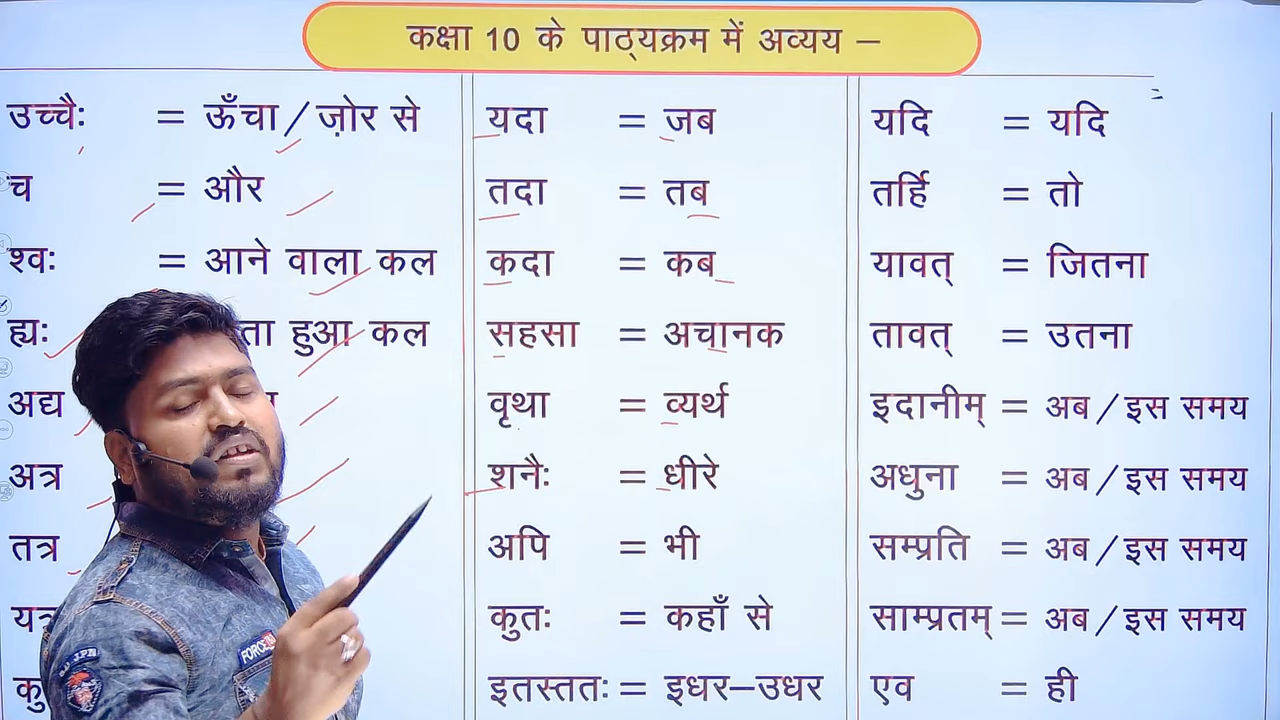 कक्षा 10 के पाठ्यक्रम में अव्यय –
उच्चैः = ऊँचा / ज़ोर से
च = और
श्वः = आने वाला कल
ह्यः हुआ कल
अद्य
अत्र
तत्र
यत्र
यदा = जब
तदा = तब
कदा = कब
सहसा = अचानक
वृथा = व्यर्थ
शनैः = धीरे
अपि = भी
कुतः = कहाँ से
इतस्ततः = इधर–उधर
यदि = यदि
तर्हि = तो
यावत् = जितना
तावत् = उतना
इदानीम् = अब / इस समय
अधुना = अब / इस समय
सम्प्रति = अब / इस समय
साम्प्रतम् = अब / इस समय
एव = ही